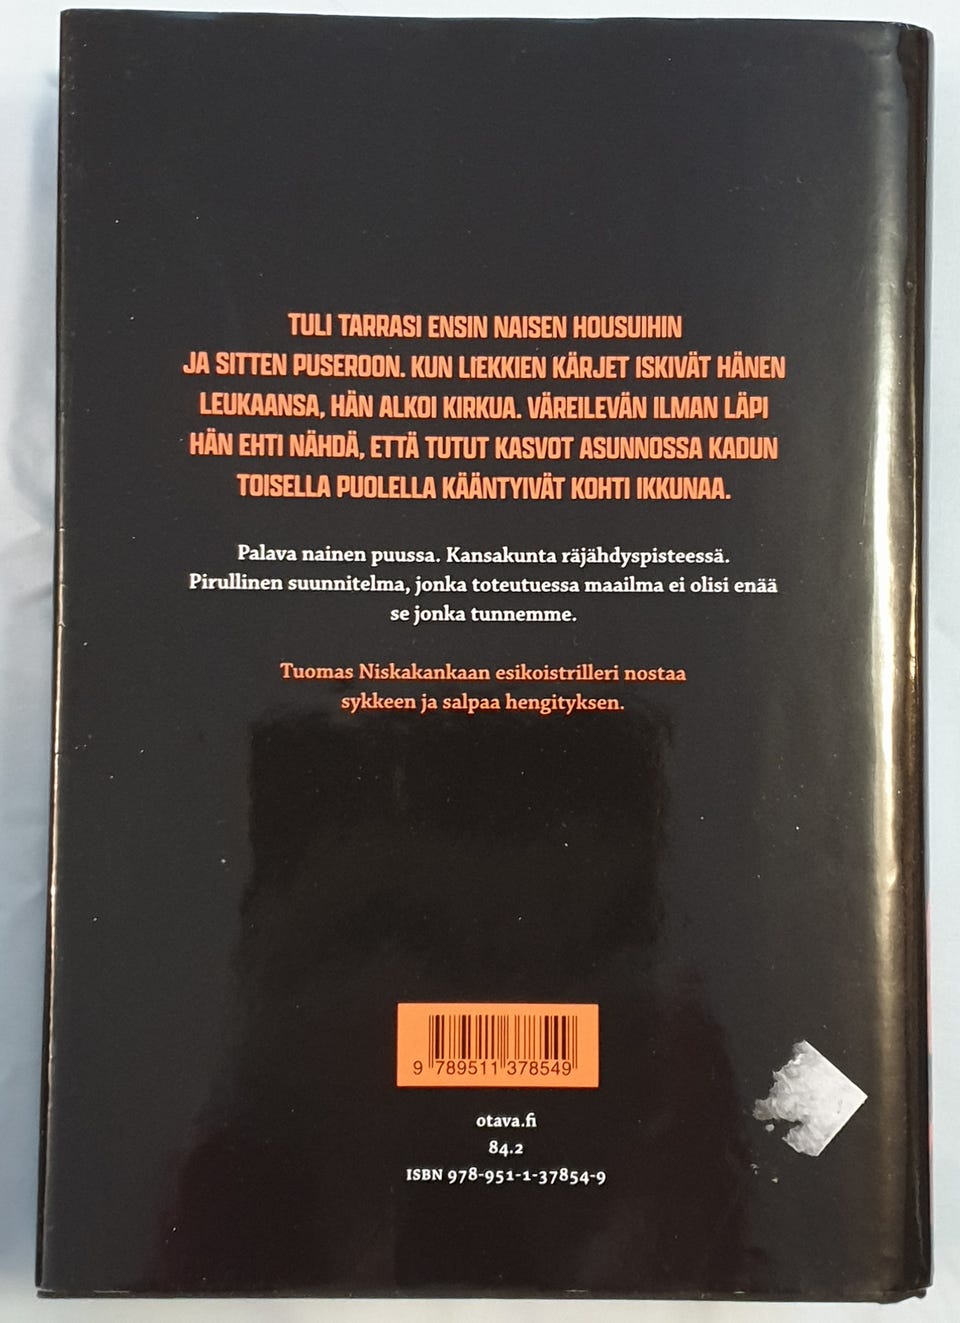 TULI TARRASI ENSIN NAISEN HOUSUIHIN
JA SITTEN PUSEROON. KUN LIEKKIEN KÄRJET ISKIVÄT HÄNEN
LEUKAANSA, HÄN ALKOI KIRKUA. VÄREILEVÄN ILMAN LÄPI
HÄN EHTI NÄHDÄ, ETTÄ TUTUT KASVOT ASUNNOSSA KADUN
TOISELLA PUOLELLA KÄÄNTYIVÄT KOHTI IKKUNAA.
Palava nainen puussa. Kansakunta räjähdyspisteessä.
Pirullinen suunnitelma, jonka toteutuessa maailma ei olisi enää
se jonka tunnemme.
Tuomas Niskakankaan esikoistrilleri nostaa
sykkeen ja salpaa hengityksen.
9 789511 378549
otava.fi
84.2
ISBN 978-951-1-37854-9